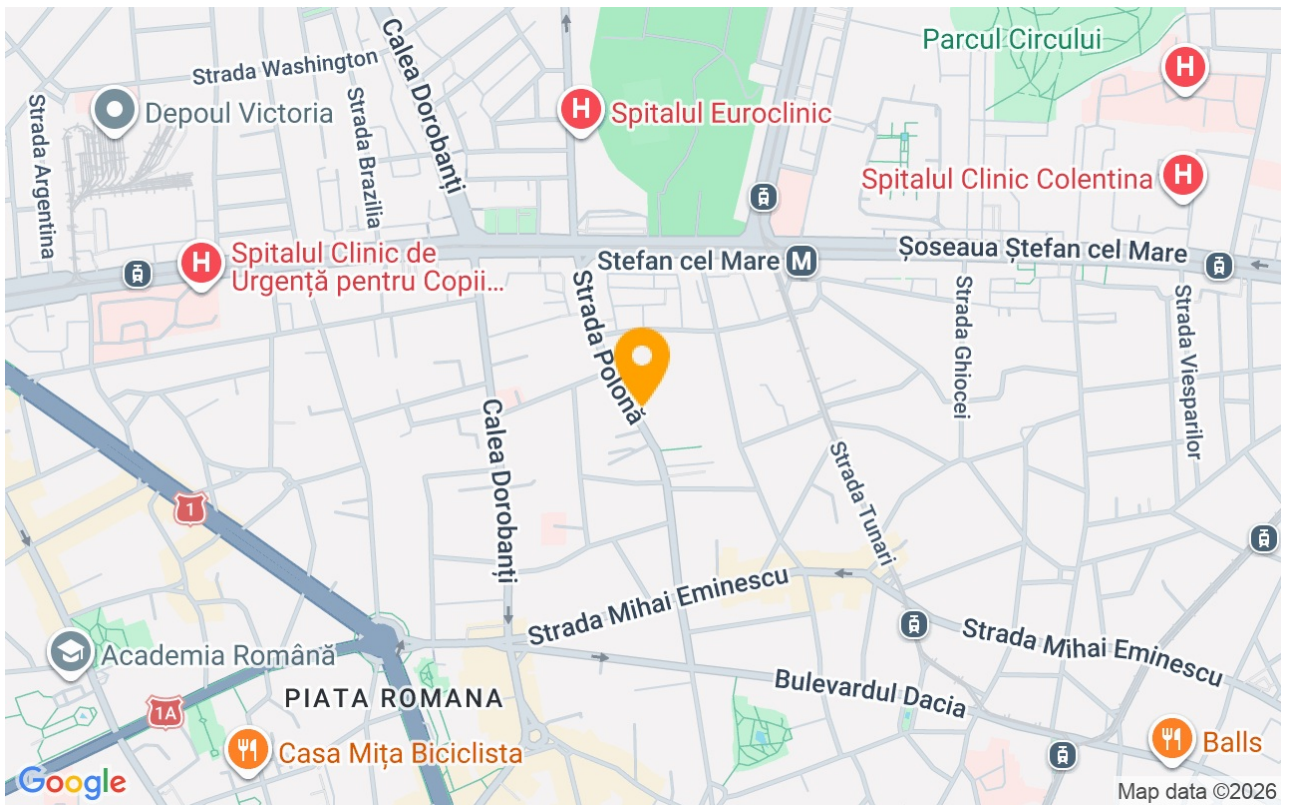 Parcul Circului
H
Strada Washington
Calea Dorobanți
Strada Argentina
Depoul Victoria
Strada Brazilia
H
Spitalul Euroclinic
Spitalul Clinic Colentina
H
H
Spitalul Clinic de
Urgență pentru Copii...
Stefan cel Mare
M
Șoseaua Ștefan cel Mare
Strada Polonă
Strada Ghiocei
Strada Viesparilor
Calea Dorobanți
Strada Tunari
1
Strada Mihai Eminescu
Strada Mihai Eminescu
Academia Română
PIATA ROMANA
Bulevardul Dacia
1A
Casa Mița Biciclista
Balls
Google
Map data ©2026